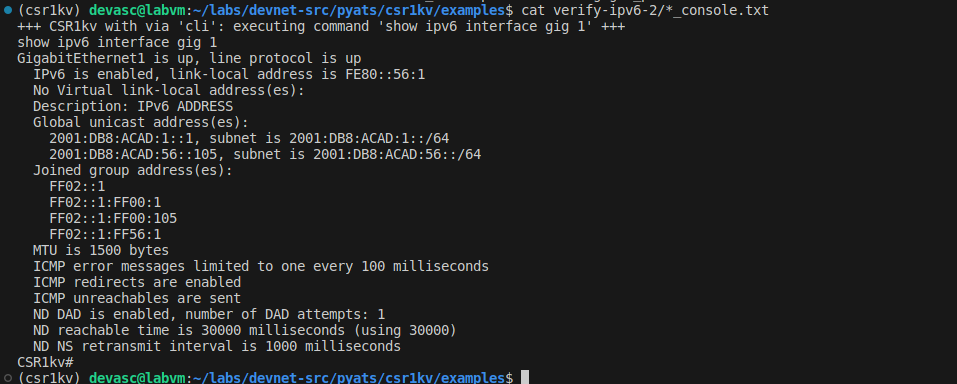 (csr1kv) devasc@labvm:~/labs/devnet-src/pyats/csr1kv/examples$ cat verify-ipv6-2/*_console.txt
+++ CSR1kv with via 'cli': executing command 'show ipv6 interface gig 1' +++
show ipv6 interface gig 1
GigabitEthernet1 is up, line protocol is up
  IPv6 is enabled, link-local address is FE80::56:1
  No Virtual link-local address(es):
  Description: IPv6 ADDRESS
  Global unicast address(es):
    2001:DB8:ACAD:1::1, subnet is 2001:DB8:ACAD:1::/64
    2001:DB8:ACAD:56::105, subnet is 2001:DB8:ACAD:56::/64
  Joined group address(es):
    FF02::1
    FF02::1:FF00:1
    FF02::1:FF00:105
    FF02::1:FF56:1
  MTU is 1500 bytes
  ICMP error messages limited to one every 100 milliseconds
  ICMP redirects are enabled
  ICMP unreachables are sent
  ND DAD is enabled, number of DAD attempts: 1
  ND reachable time is 30000 milliseconds (using 30000)
  ND NS retransmit interval is 1000 milliseconds
CSR1kv#
(csr1kv) devasc@labvm:~/labs/devnet-src/pyats/csr1kv/examples$